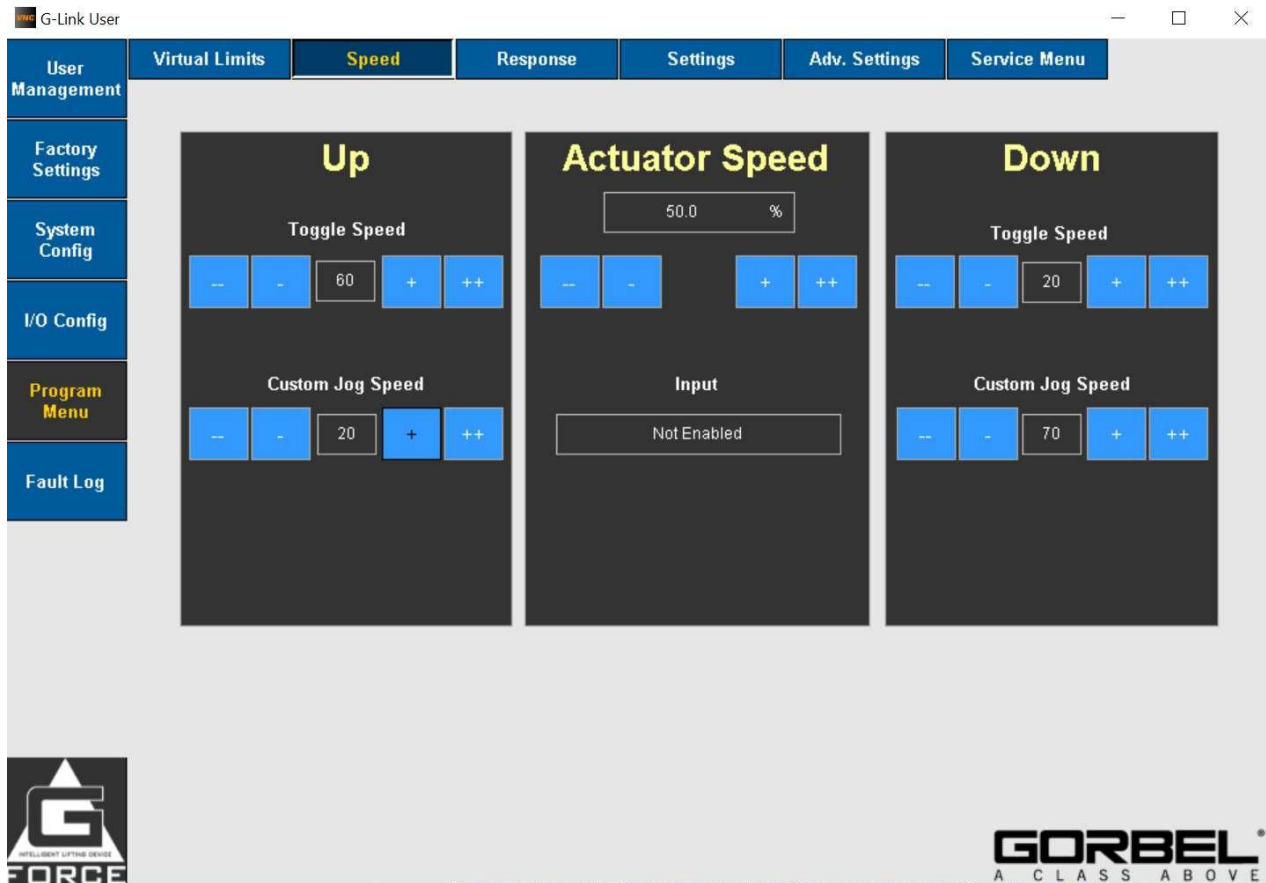 VNC G-Link User
User
Management
Virtual Limits
Speed
Response
Settings
Adv. Settings
Service Menu
Factory
Settings
System
Config
I/O Config
Program
Menu
Fault Log
Up
Toggle Speed
-- - 60 + ++
Custom Jog Speed
-- - 20 + ++
Actuator Speed
50.0 %
-- - + ++
Input
Not Enabled
Down
Toggle Speed
-- - 20 + ++
Custom Jog Speed
-- - 70 + ++
G
INTELLIGENT LIFTING DEVICE
FORCE
GORBEL®
A CLASS ABOVE